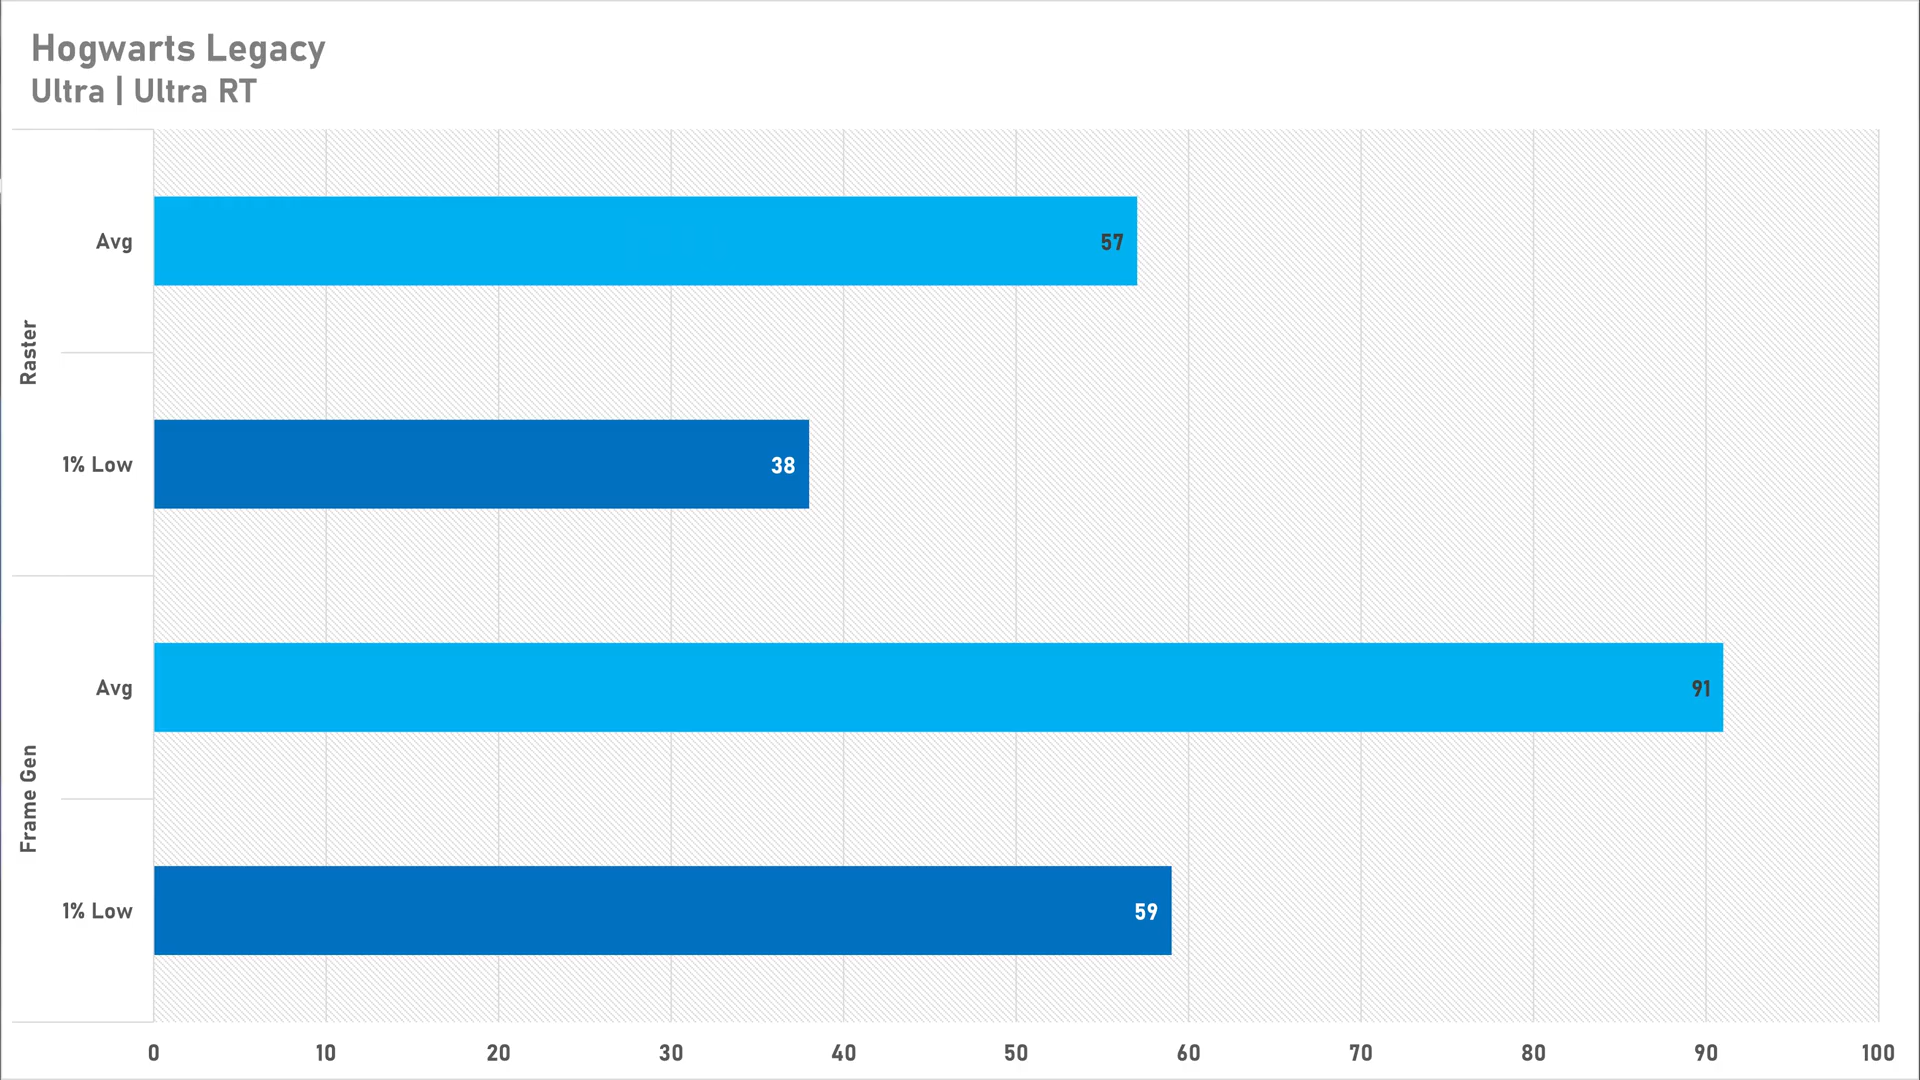 Hogwarts Legacy
Ultra | Ultra RT
Raster
Avg
57
1% Low
38
Frame Gen
Avg
91
1% Low
59
0 10 20 30 40 50 60 70 80 90 100